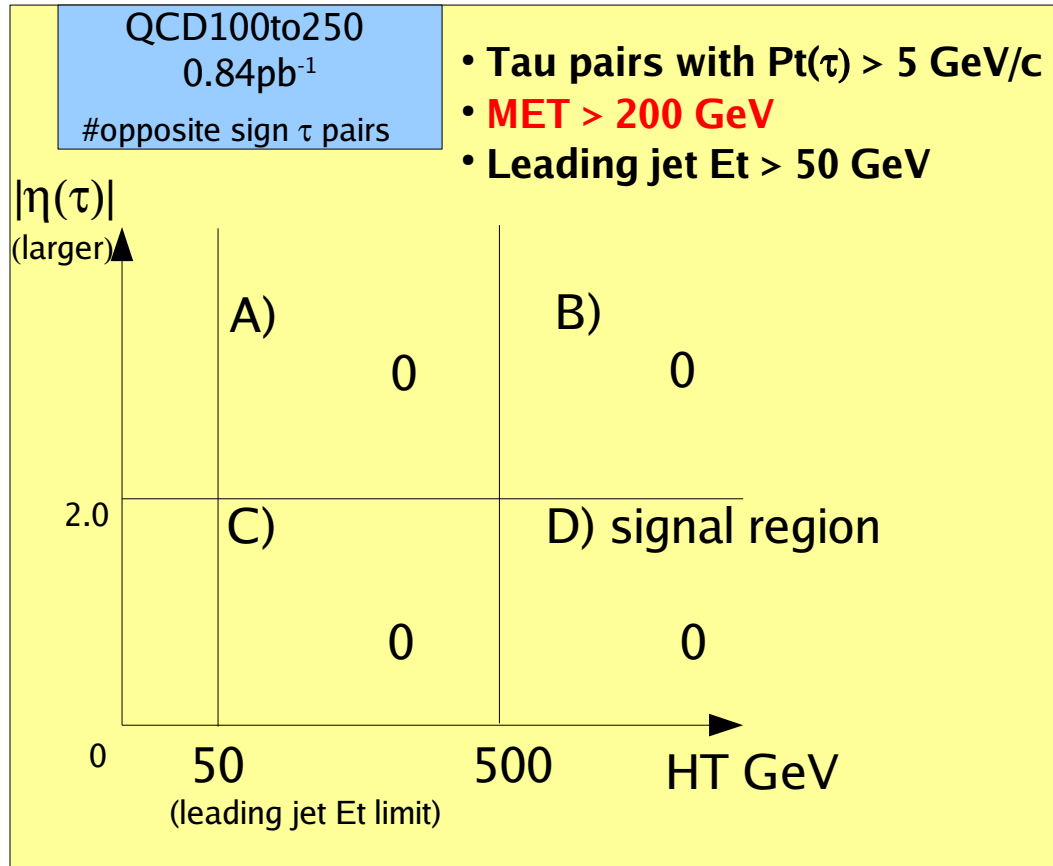 QCD100to250
0.84pb⁻¹
#opposite sign τ pairs
• Tau pairs with Pt(τ) > 5 GeV/c
• MET > 200 GeV
• Leading jet Et > 50 GeV
|η(τ)|
(larger)
A)
B)
0
0
2.0
C)
D) signal region
0
0
0
50
500
HT GeV
(leading jet Et limit)